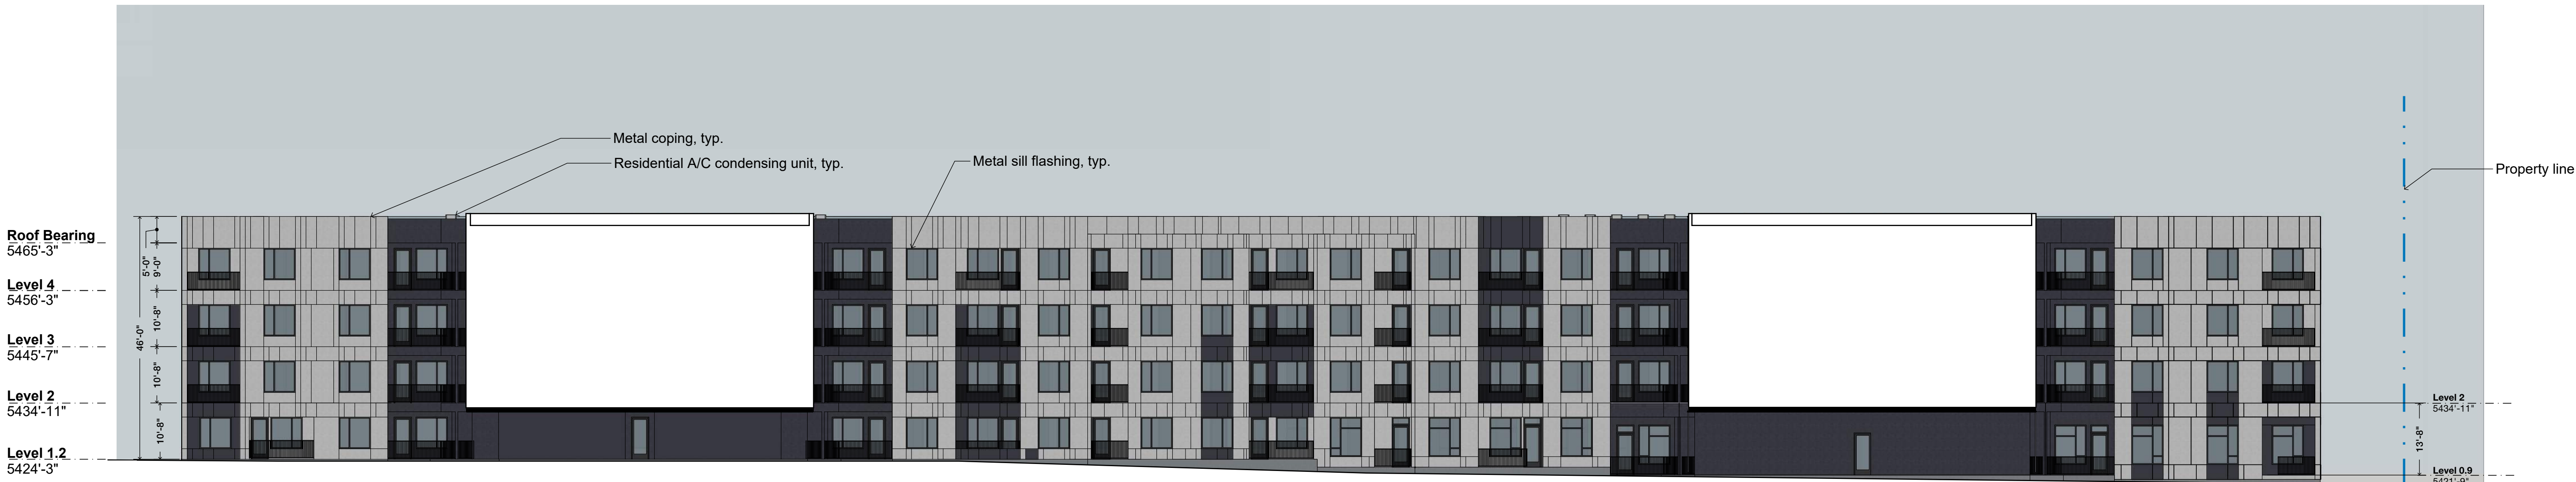 Metal coping, typ.
Residential A/C condensing unit, typ.
Metal sill flashing, typ.
Property line
Roof Bearing
5465'-3"
Level 4
5456'-3"
Level 3
5445'-7"
Level 2
5434'-11"
Level 1.2
5424'-3"
46'-0"
5'-0"
9'-0"
10'-8"
10'-8"
10'-8"
Level 2
5434'-11"
13'-8"
Level 0.9
5421'-9"